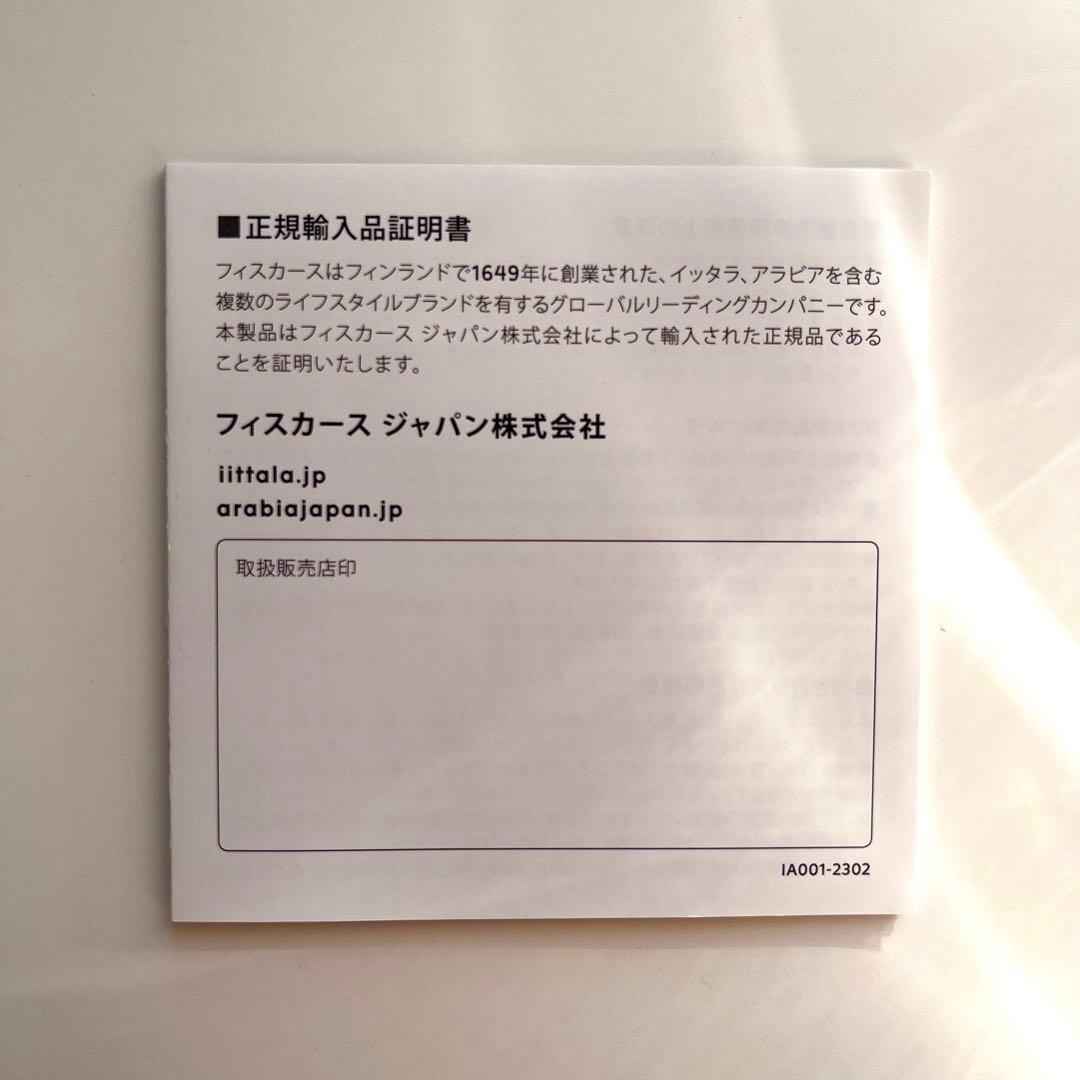 ■正規輸入品証明書
フィスカースはフィンランドで1649年に創業された、イッタラ、アラビアを含む
複数のライフスタイルブランドを有するグローバルリーディングカンパニーです。
本製品はフィスカース ジャパン株式会社によって輸入された正規品である
ことを証明いたします。
フィスカース ジャパン株式会社
iittala.jp
arabiajapan.jp
取扱販売店印
IA001-2302